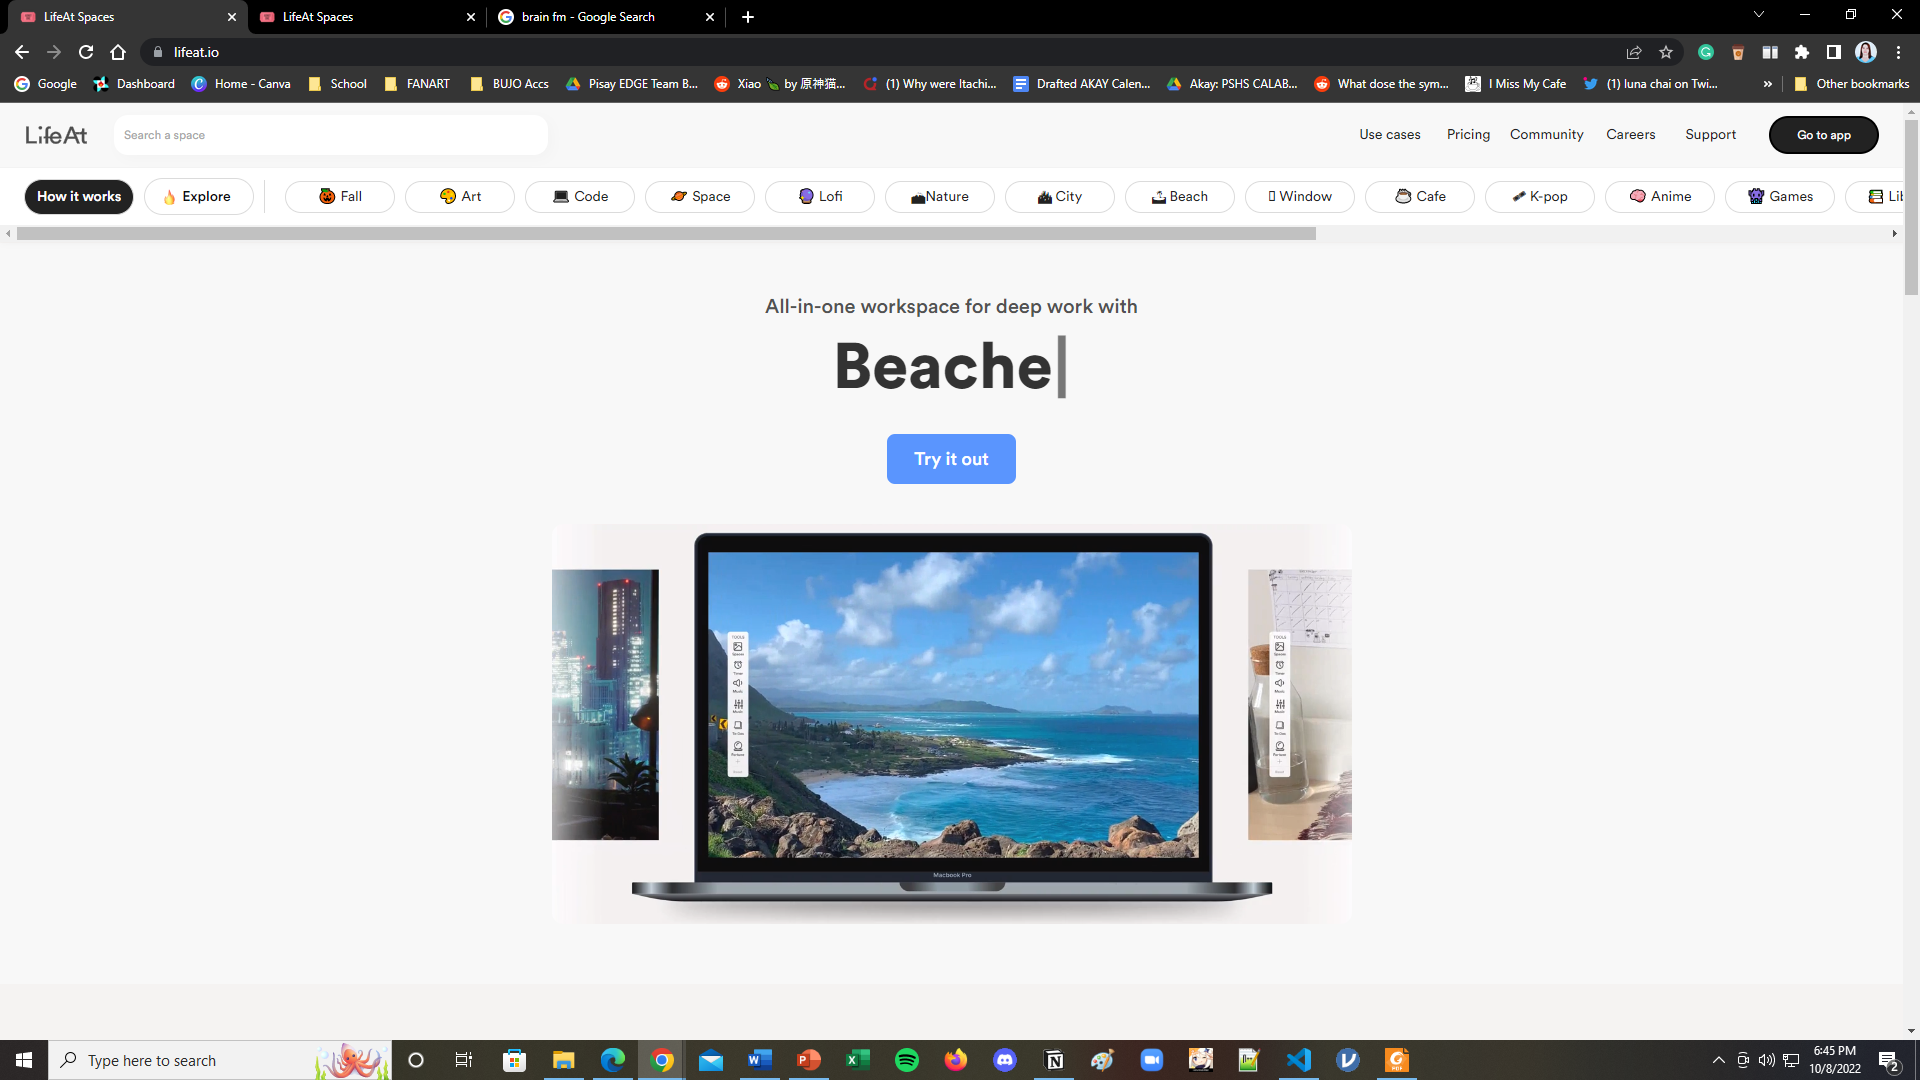 LifeAt Spaces
LifeAt Spaces
brain fm - Google Search
lifeat.io
Google
Dashboard
Home - Canva
School
FANART
BUJO Accs
Pisay EDGE Team B...
Xiao 🍃 by 原神猫...
(1) Why were Itachi...
Drafted AKAY Calen...
Akay: PSHS CALAB...
What dose the sym...
I Miss My Cafe
(1) luna chai on Twi...
»
Other bookmarks
LifeAt
Search a space
Use cases
Pricing
Community
Careers
Support
Go to app
How it works
Explore
Fall
Art
Code
Space
Lofi
Nature
City
Beach
Window
Cafe
K-pop
Anime
Games
Lib
All-in-one workspace for deep work with
Beache
Try it out
Macbook Pro
Type here to search
6:45 PM
10/8/2022
2